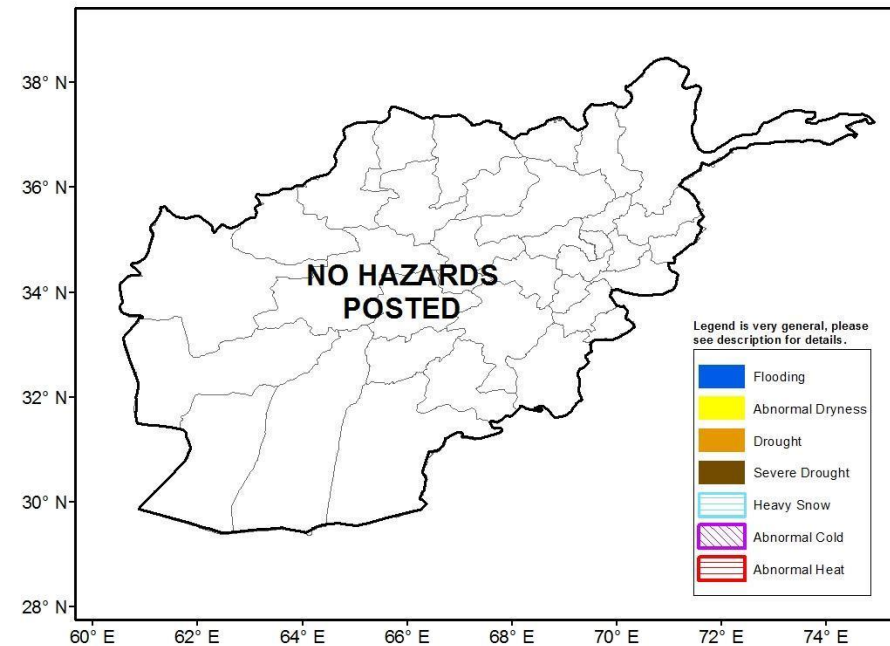 38° N
36° N
34° N
32° N
30° N
28° N
NO HAZARDS
POSTED
Legend is very general, please
see description for details.
Flooding
Abnormal Dryness
Drought
Severe Drought
Heavy Snow
Abnormal Cold
Abnormal Heat
60° E 62° E 64° E 66° E 68° E 70° E 72° E 74° E